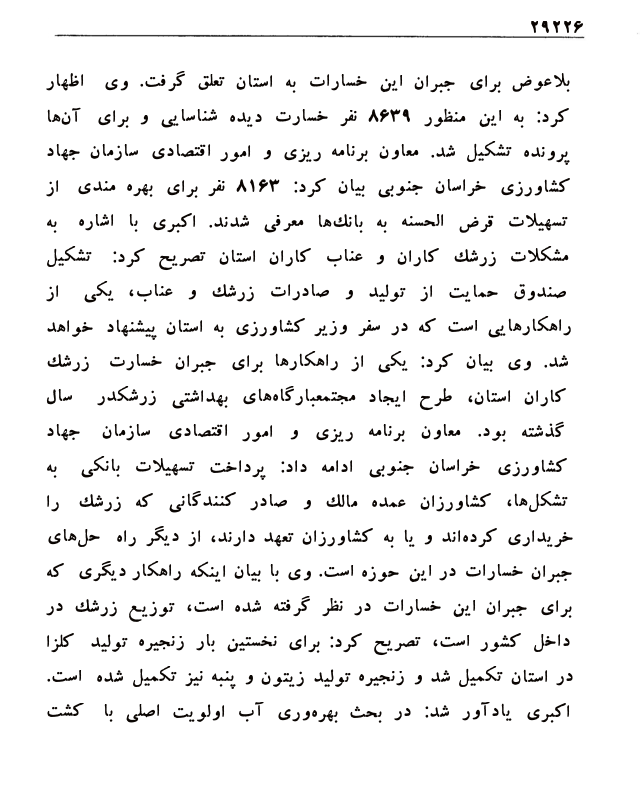 ۲۹۲۲۶
بلاعوض برای جبران این خسارات به استان تعلق گرفت. وی اظهار
کرد: به این منظور ۸۶۳۹ نفر خسارت دیده شناسایی و برای آن‌ها
پرونده تشکیل شد. معاون برنامه ریزی و امور اقتصادی سازمان جهاد
کشاورزی خراسان جنوبی بیان کرد: ۸۱۶۳ نفر برای بهره مندی از
تسهیلات قرض الحسنه به بانك‌ها معرفی شدند. اکبری با اشاره به
مشکلات زرشك کاران و عناب کاران استان تصریح کرد: تشکیل
صندوق حمایت از تولید و صادرات زرشك و عناب، یکی از
راهکارهایی است که در سفر وزیر کشاورزی به استان پیشنهاد خواهد
شد. وی بیان کرد: یکی از راهکارها برای جبران خسارت زرشك
کاران استان، طرح ایجاد مجتمعبارگاه‌های بهداشتی زرشکدر سال
گذشته بود. معاون برنامه ریزی و امور اقتصادی سازمان جهاد
کشاورزی خراسان جنوبی ادامه داد: پرداخت تسهیلات بانکی به
تشکل‌ها، کشاورزان عمده مالك و صادر کنندگانی که زرشك را
خریداری کرده‌اند و یا به کشاورزان تعهد دارند، از دیگر راه حل‌های
جبران خسارات در این حوزه است. وی با بیان اینکه راهکار دیگری که
برای جبران این خسارات در نظر گرفته شده است، توزیع زرشك در
داخل کشور است، تصریح کرد: برای نخستین بار زنجیره تولید کلزا
در استان تکمیل شد و زنجیره تولید زیتون و پنبه نیز تکمیل شده است.
اکبری یادآور شد: در بحث بهره‌وری آب اولویت اصلی با کشت